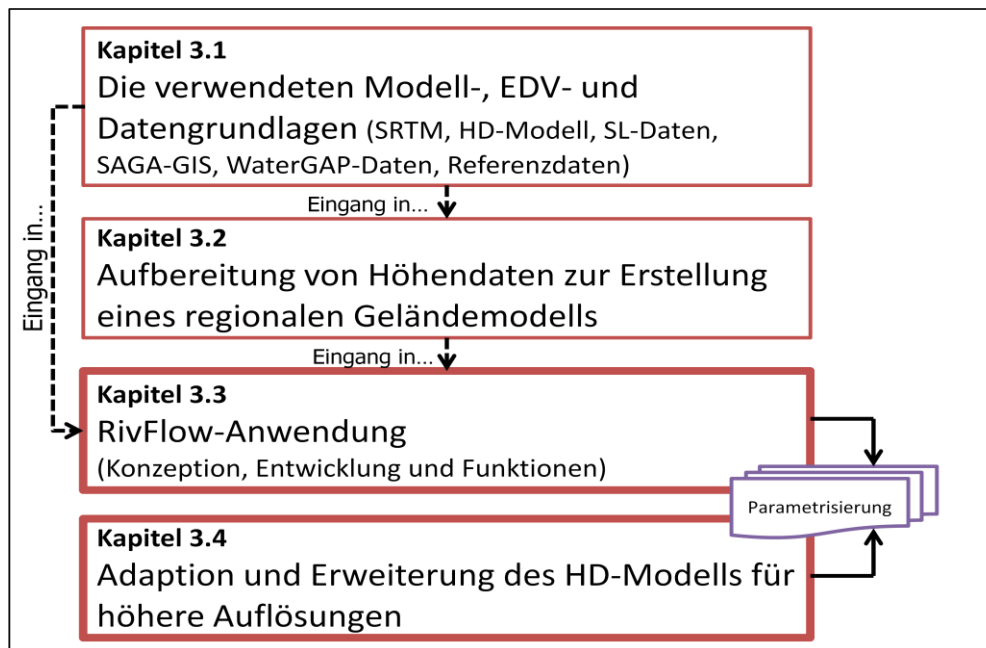 Kapitel 3.1
Die verwendeten Modell-, EDV- und
Datengrundlagen (SRTM, HD-Modell, SL-Daten,
SAGA-GIS, WaterGAP-Daten, Referenzdaten)
Eingang in...
Eingang in...
Kapitel 3.2
Aufbereitung von Höhendaten zur Erstellung
eines regionalen Geländemodells
Eingang in...
Kapitel 3.3
RivFlow-Anwendung
(Konzeption, Entwicklung und Funktionen)
Parametrisierung
Kapitel 3.4
Adaption und Erweiterung des HD-Modells für
höhere Auflösungen